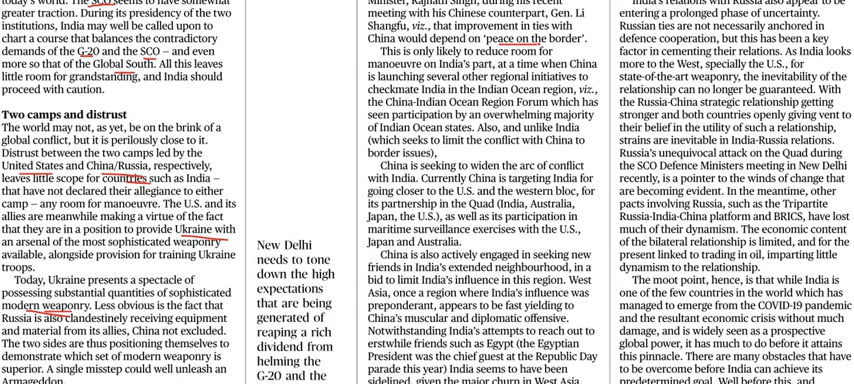 today's world. The SCO seems to have somewhat
greater traction. During its presidency of the two
institutions, India may well be called upon to
chart a course that balances the contradictory
demands of the G-20 and the SCO — and even
more so that of the Global South. All this leaves
little room for grandstanding, and India should
proceed with caution.
Two camps and distrust
The world may not, as yet, be on the brink of a
global conflict, but it is perilously close to it.
Distrust between the two camps led by the
United States and China/Russia, respectively,
leaves little scope for countries such as India —
that have not declared their allegiance to either
camp — any room for manoeuvre. The U.S. and its
allies are meanwhile making a virtue of the fact
that they are in a position to provide Ukraine with
an arsenal of the most sophisticated weaponry
available, alongside provision for training Ukraine
troops.
Today, Ukraine presents a spectacle of
possessing substantial quantities of sophisticated
modern weaponry. Less obvious is the fact that
Russia is also clandestinely receiving equipment
and material from its allies, China not excluded.
The two sides are thus positioning themselves to
demonstrate which set of modern weaponry is
superior. A single misstep could well unleash an
Armageddon.
New Delhi
needs to tone
down the high
expectations
that are being
generated of
reaping a rich
dividend from
helming the
G-20 and the
Minister, Rajnath Singh, during his recent
meeting with his Chinese counterpart, Gen. Li
Shangfu, viz., that improvement in ties with
China would depend on 'peace on the border'.
This is only likely to reduce room for
manoeuvre on India's part, at a time when China
is launching several other regional initiatives to
checkmate India in the Indian Ocean region, viz.,
the China-Indian Ocean Region Forum which has
seen participation by an overwhelming majority
of Indian Ocean states. Also, and unlike India
(which seeks to limit the conflict with China to
border issues),
China is seeking to widen the arc of conflict
with India. Currently China is targeting India for
going closer to the U.S. and the western bloc, for
its partnership in the Quad (India, Australia,
Japan, the U.S.), as well as its participation in
maritime surveillance exercises with the U.S.,
Japan and Australia.
China is also actively engaged in seeking new
friends in India's extended neighbourhood, in a
bid to limit India's influence in this region. West
Asia, once a region where India's influence was
preponderant, appears to be fast yielding to
China's muscular and diplomatic offensive.
Notwithstanding India's attempts to reach out to
erstwhile friends such as Egypt (the Egyptian
President was the chief guest at the Republic Day
parade this year) India seems to have been
sidelined, given the major churn in West Asia
India's relations with Russia also appear to be
entering a prolonged phase of uncertainty.
Russian ties are not necessarily anchored in
defence cooperation, but this has been a key
factor in cementing their relations. As India looks
more to the West, specially the U.S., for
state-of-the-art weaponry, the inevitability of the
relationship can no longer be guaranteed. With
the Russia-China strategic relationship getting
stronger and both countries openly giving vent to
their belief in the utility of such a relationship,
strains are inevitable in India-Russia relations.
Russia's unequivocal attack on the Quad during
the SCO Defence Ministers meeting in New Delhi
recently, is a pointer to the winds of change that
are becoming evident. In the meantime, other
pacts involving Russia, such as the Tripartite
Russia-India-China platform and BRICS, have lost
much of their dynamism. The economic content
of the bilateral relationship is limited, and for the
present linked to trading in oil, imparting little
dynamism to the relationship.
The moot point, hence, is that while India is
one of the few countries in the world which has
managed to emerge from the COVID-19 pandemic
and the resultant economic crisis without much
damage, and is widely seen as a prospective
global power, it has much to do before it attains
this pinnacle. There are many obstacles that have
to be overcome before India can achieve its
predetermined goal. Well before this, and